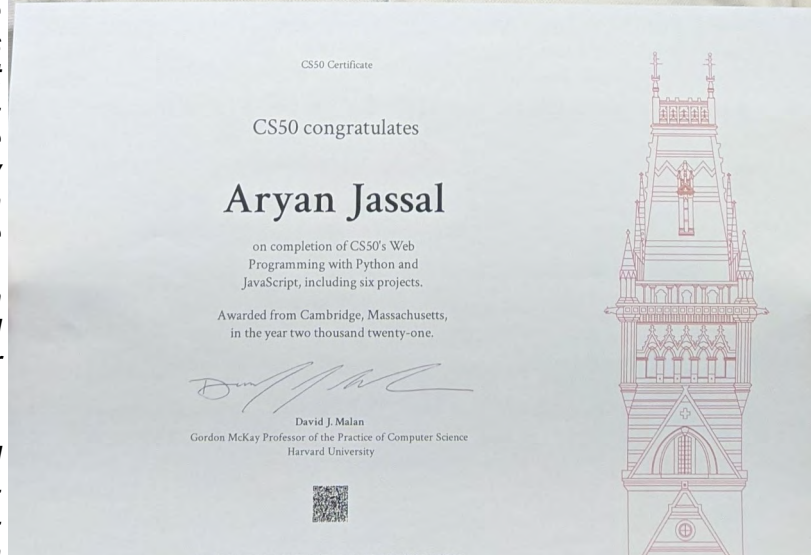 CS50 Certificate
CS50 congratulates
Aryan Jassal
on completion of CS50's Web
Programming with Python and
JavaScript, including six projects.
Awarded from Cambridge, Massachusetts,
in the year two thousand twenty-one.
David J. Malan
Gordon McKay Professor of the Practice of Computer Science
Harvard University